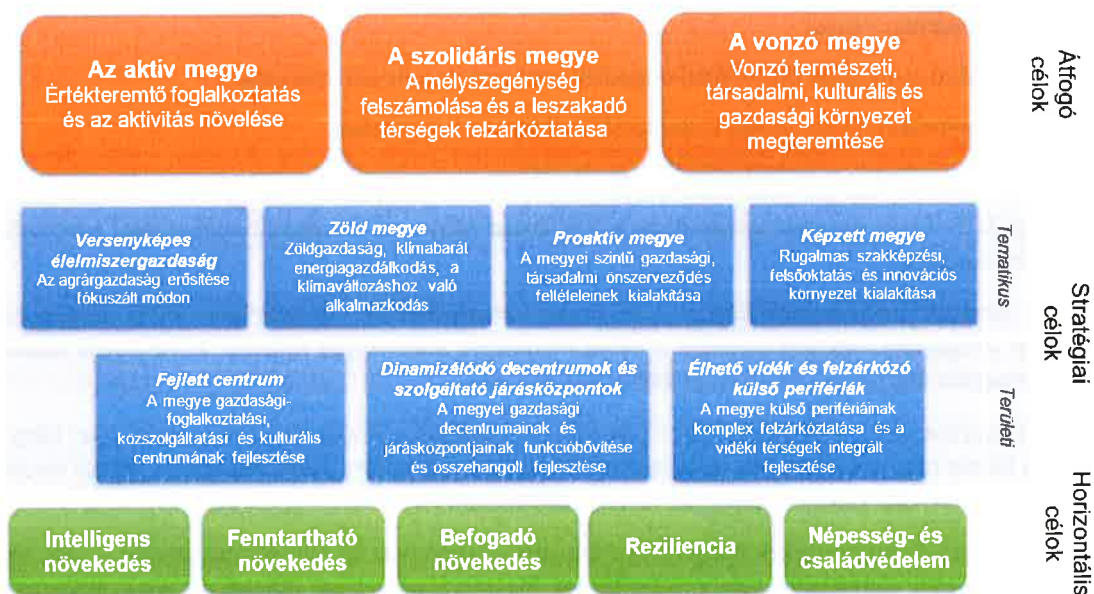 Az aktív megye
Értékteremtő foglalkoztatás
és az aktivitás növelése
A szolidáris megye
A mélyszegénység
felszámolása és a leszakadó
térségek felzárkóztatása
A vonzó megye
Vonzó természeti,
társadalmi, kulturális és
gazdasági környezet
megteremtése
Átfogó
célok
Versenyképes
élelmiszergazdaság
Az agrárgazdaság erősítése
fókuszált módon
Zöld megye
Zöldgazdaság, klímabarát
energiagazdálkodás, a
klímaváltozáshoz való
alkalmazkodás
Proaktív megye
A megyei szintű gazdasági,
társadalmi önszerveződés
feltételeinek kialakítása
Képzett megye
Rugalmas szakképzési,
felsőoktatás és innovációs
környezet kialakítása
Tematikus
Stratégiai
célok
Fejlett centrum
A megye gazdasági-
foglalkoztatási,
közszolgáltatási és kulturális
centrumának fejlesztése
Dinamizálódó decentrumok és
szolgáltató járásközpontok
A megyei gazdasági
decentrumainak és
járásközpontjainak funkcióbővítése
és összehangolt fejlesztése
Élhető vidék és felzárkózó
külső perifériák
A megye külső perifériáinak
komplex felzárkóztatása és a
vidéki térségek integrált
fejlesztése
Területi
Intelligens
növekedés
Fenntartható
növekedés
Befogadó
növekedés
Reziliencia
Népesség- és
családvédelem
Horizontális
célok